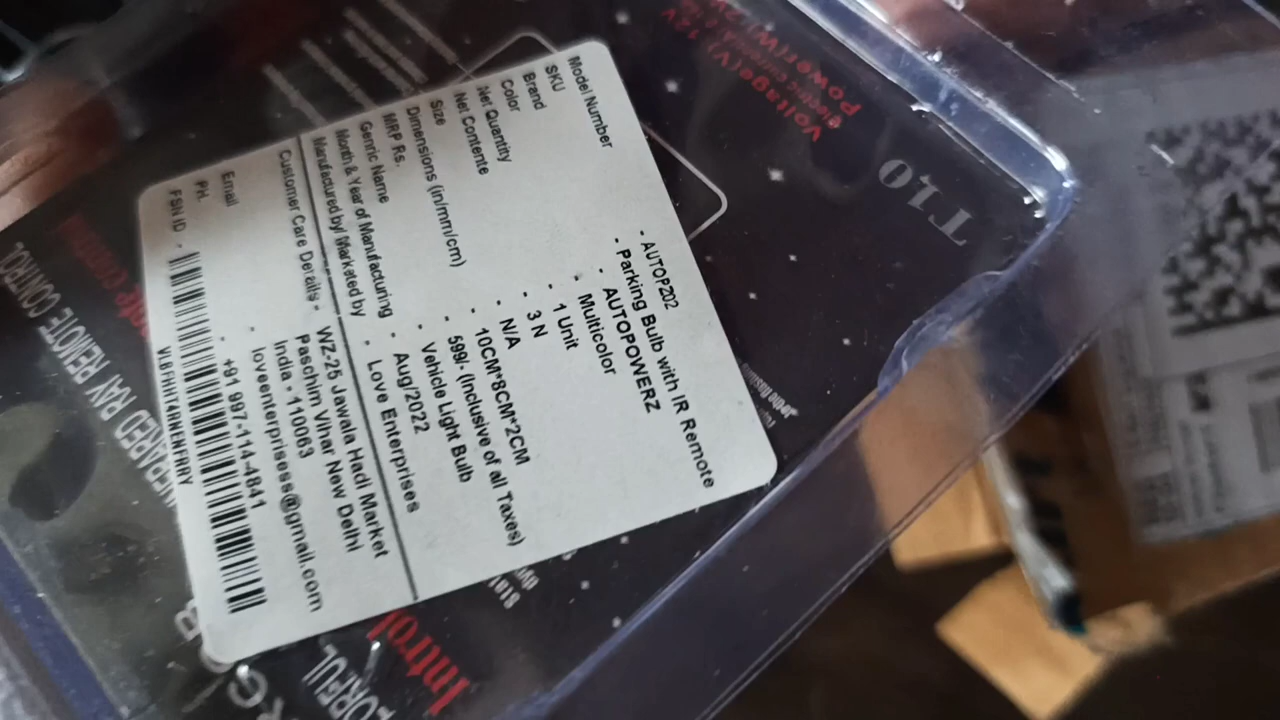 Model Number - AUTOP202
SKU - Parking Bulb with IR Remote
Brand - AUTOPOWERZ
Color - Multicolor
Net Quantity - 1 Unit
Net Contente - 3 N
Size - N/A
Dimensions (in/mm/cm) - 10CM*8CM*2CM
MRP Rs. - 599/- (Inclusive of all Taxes)
Genric Name - Vehicle Light Bulb
Month & Year of Manufacturing - Aug/2022
Manufactured by/ Markated by - Love Enterprises
Customer Care Details - WZ-25 Jawala Hadi Market
Paschim Vihar New Delhi
India - 110063
Email - loveenterprisess@gmail.com
PH. - +91 997-114-4841
FSN ID -
T10
Voltage(V) 12V
Power(W)
INFRARED RAY REMOTE CONTROL